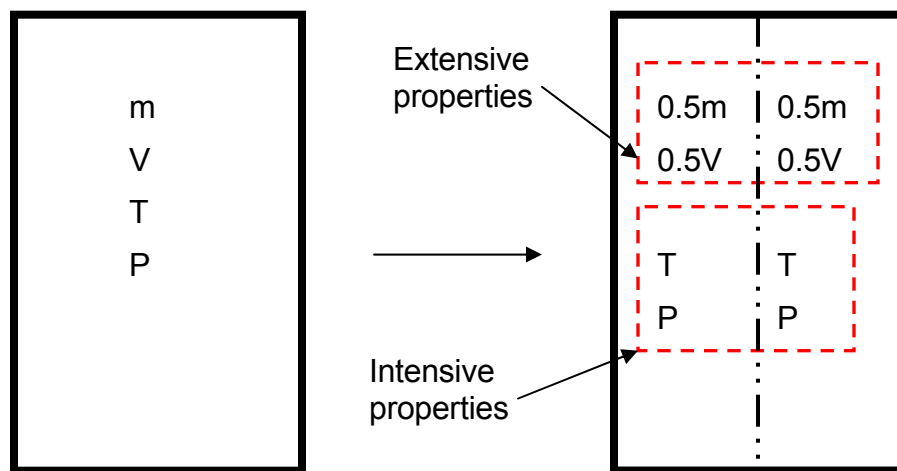 m
V
T
P
Extensive
properties
0.5m 0.5m
0.5V 0.5V
T T
P P
Intensive
properties